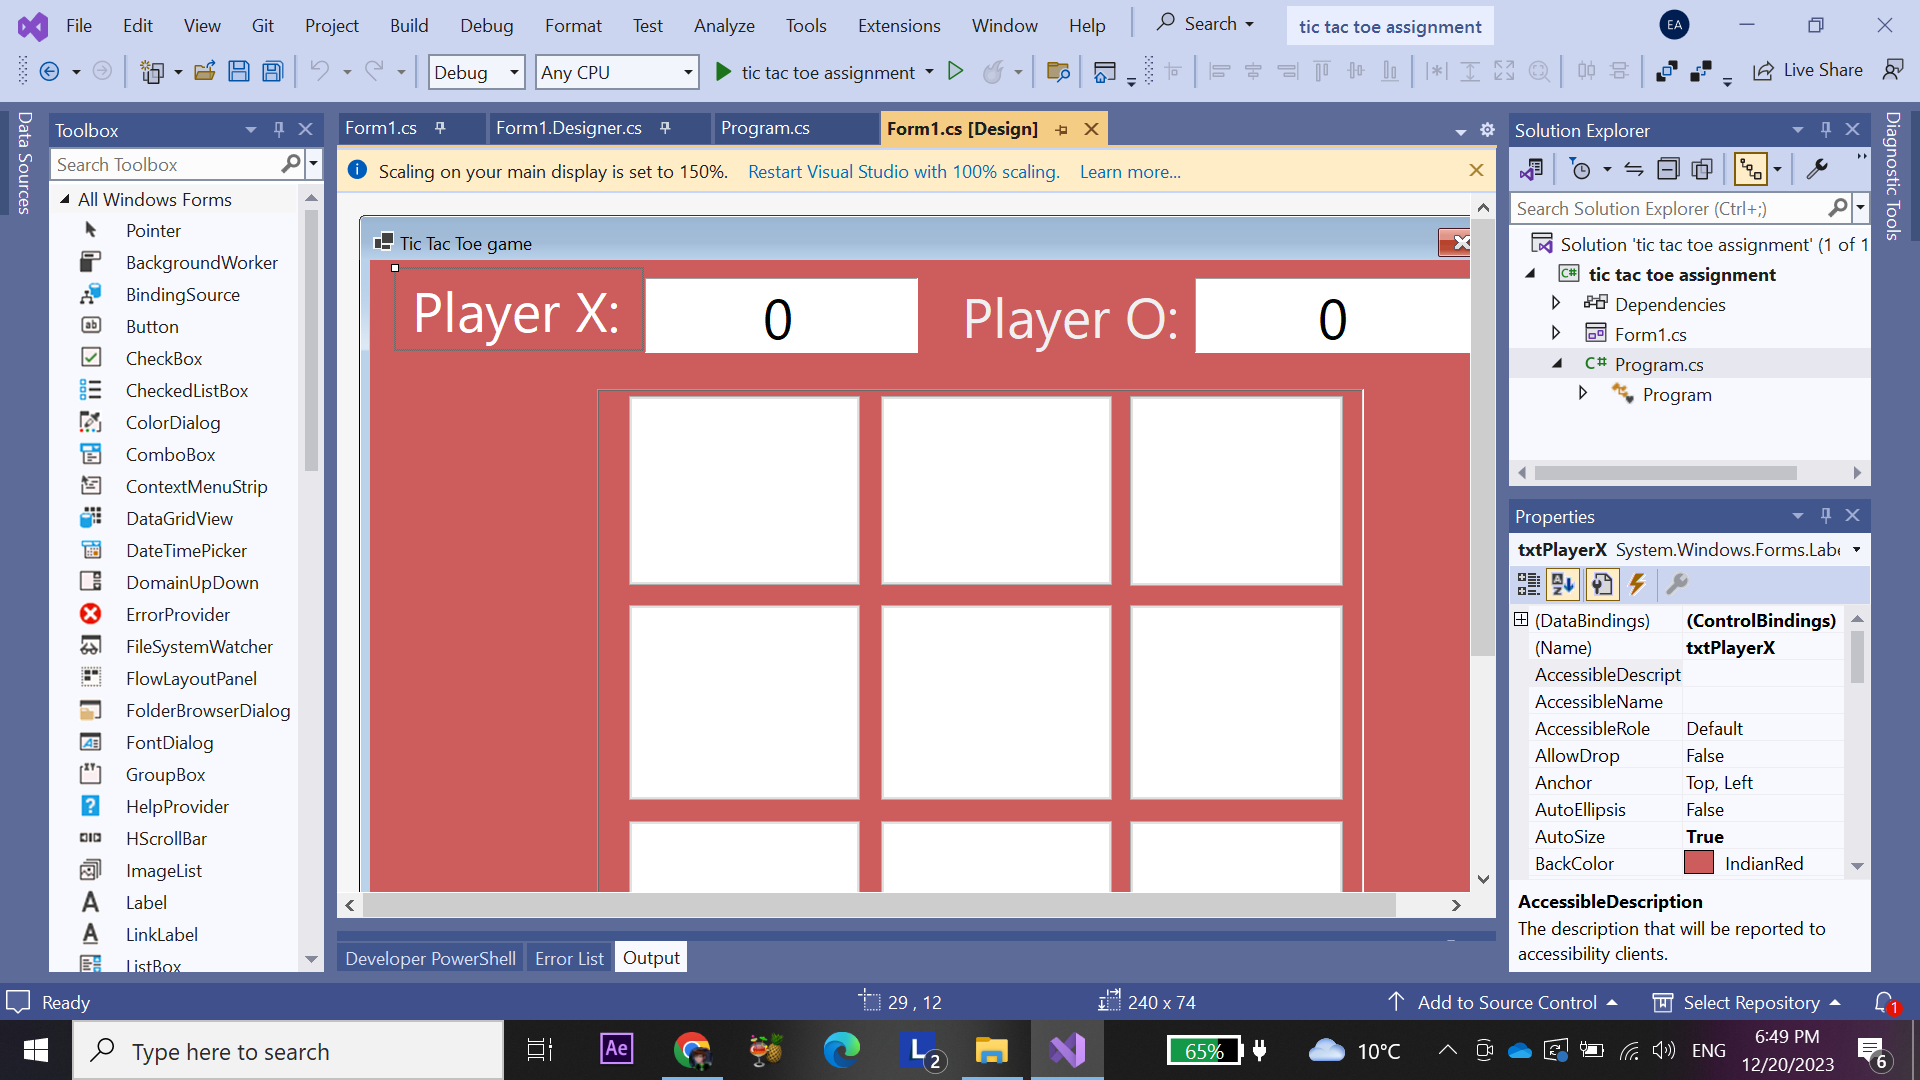 File Edit View Git Project Build Debug Format Test Analyze Tools Extensions Window Help Search tic tac toe assignment EA
Debug Any CPU tic tac toe assignment Live Share
Data Sources
Toolbox
Search Toolbox
All Windows Forms
Pointer
BackgroundWorker
BindingSource
Button
CheckBox
CheckedListBox
ColorDialog
ComboBox
ContextMenuStrip
DataGridView
DateTimePicker
DomainUpDown
ErrorProvider
FileSystemWatcher
FlowLayoutPanel
FolderBrowserDialog
FontDialog
GroupBox
HelpProvider
HScrollBar
ImageList
Label
LinkLabel
ListBox
Form1.cs Form1.Designer.cs Program.cs Form1.cs [Design]
Scaling on your main display is set to 150%. Restart Visual Studio with 100% scaling. Learn more...
Tic Tac Toe game
Player X: 0 Player O: 0
Developer PowerShell Error List Output
Solution Explorer
Search Solution Explorer (Ctrl+;)
Solution 'tic tac toe assignment' (1 of 1
tic tac toe assignment
Dependencies
Form1.cs
C# Program.cs
Program
Properties
txtPlayerX System.Windows.Forms.Labe
(DataBindings) (ControlBindings)
(Name) txtPlayerX
AccessibleDescript
AccessibleName
AccessibleRole Default
AllowDrop False
Anchor Top, Left
AutoEllipsis False
AutoSize True
BackColor IndianRed
AccessibleDescription
The description that will be reported to
accessibility clients.
Diagnostic Tools
Ready 29 , 12 240 x 74 Add to Source Control Select Repository 1
Type here to search Ae L 2 65% 10°C ENG 6:49 PM
12/20/2023 6